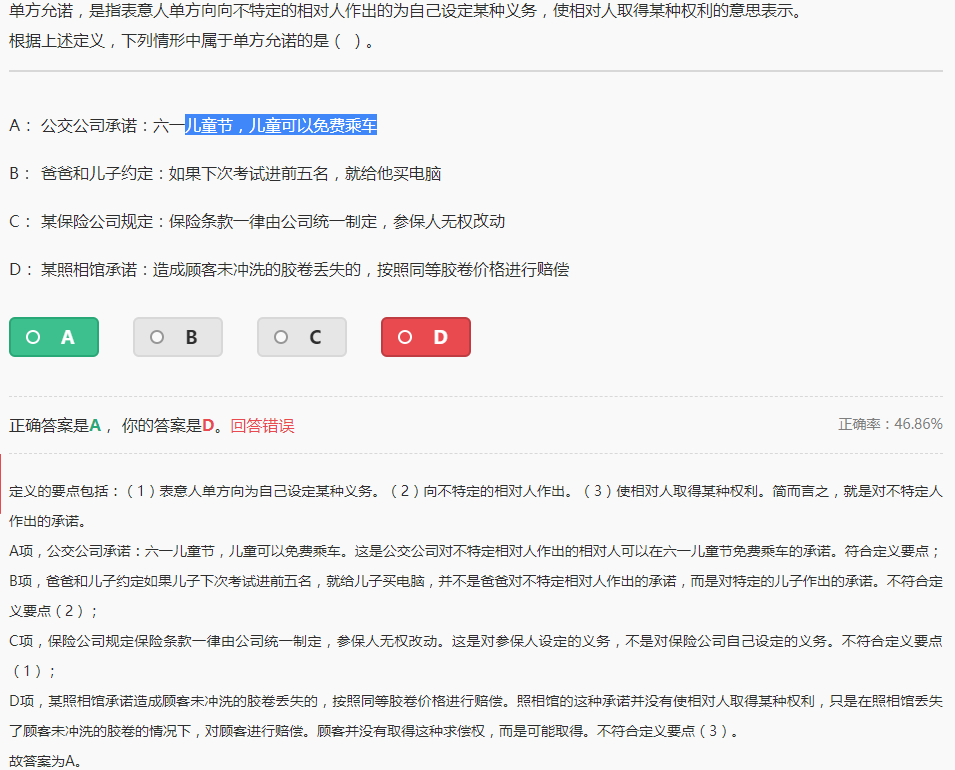 单方允诺，是指表意人单方向向不特定的相对人作出的为自己设定某种义务，使相对人取得某种权利的意思表示。
根据上述定义，下列情形中属于单方允诺的是（ ）。
A： 公交公司承诺：六一儿童节，儿童可以免费乘车
B： 爸爸和儿子约定：如果下次考试进前五名，就给他买电脑
C： 某保险公司规定：保险条款一律由公司统一制定，参保人无权改动
D： 某照相馆承诺：造成顾客未冲洗的胶卷丢失的，按照同等胶卷价格进行赔偿
A B C D
正确答案是A， 你的答案是D。回答错误 正确率：46.86%
定义的要点包括：（1）表意人单方向为自己设定某种义务。（2）向不特定的相对人作出。（3）使相对人取得某种权利。简而言之，就是对不特定人
作出的承诺。
A项，公交公司承诺：六一儿童节，儿童可以免费乘车。这是公交公司对不特定相对人作出的相对人可以在六一儿童节免费乘车的承诺。符合定义要点；
B项，爸爸和儿子约定如果儿子下次考试进前五名，就给儿子买电脑，并不是爸爸对不特定相对人作出的承诺，而是对特定的儿子作出的承诺。不符合定
义要点（2）；
C项，保险公司规定保险条款一律由公司统一制定，参保人无权改动。这是对参保人设定的义务，不是对保险公司自己设定的义务。不符合定义要点
（1）；
D项，某照相馆承诺造成顾客未冲洗的胶卷丢失的，按照同等胶卷价格进行赔偿。照相馆的这种承诺并没有使相对人取得某种权利，只是在照相馆丢失
了顾客未冲洗的胶卷的情况下，对顾客进行赔偿。顾客并没有取得这种求偿权，而是可能取得。不符合定义要点（3）。
故答案为A。